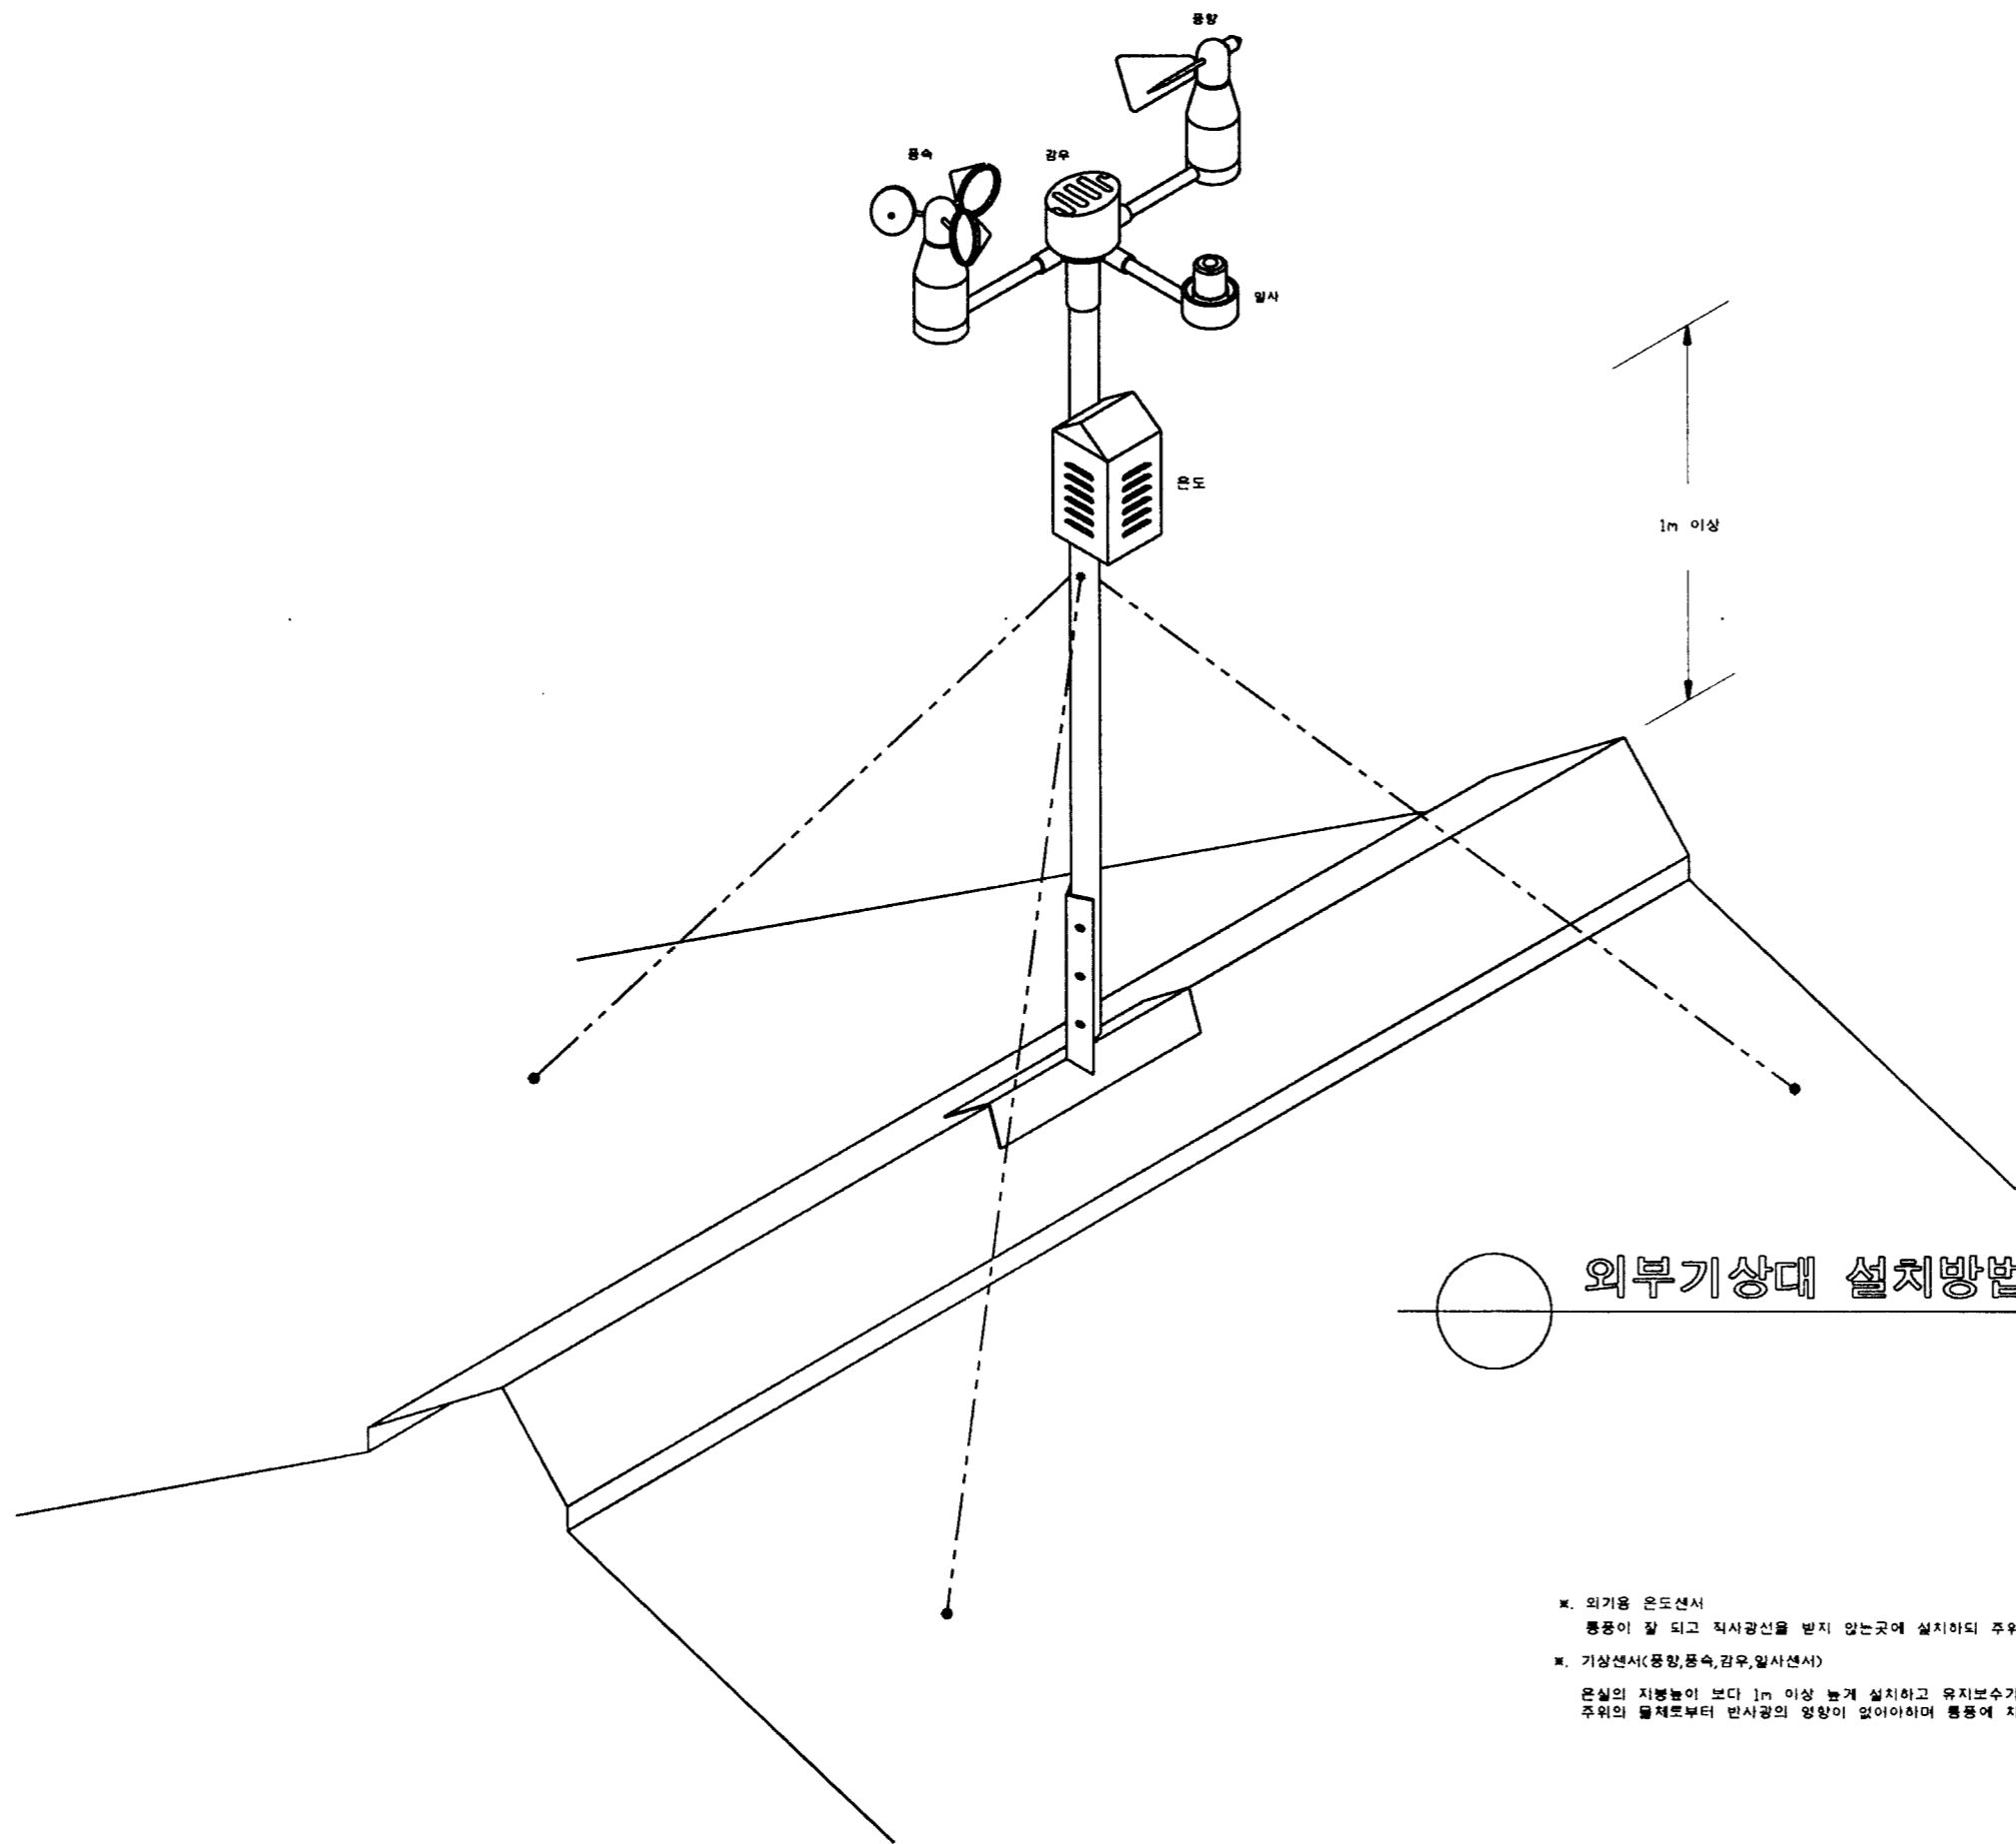 풍향
풍속
감우
일사
온도
1m 이상
외부기상대 설치방법
※. 외기용 온도센서
통풍이 잘 되고 직사광선을 받지 않는곳에 설치하되 주위
※. 기상센서(풍향,풍속,감우,일사센서)
온실의 지붕높이 보다 1m 이상 높게 설치하고 유지보수가
주위의 물체로부터 반사광의 영향이 없어야하며 통풍에